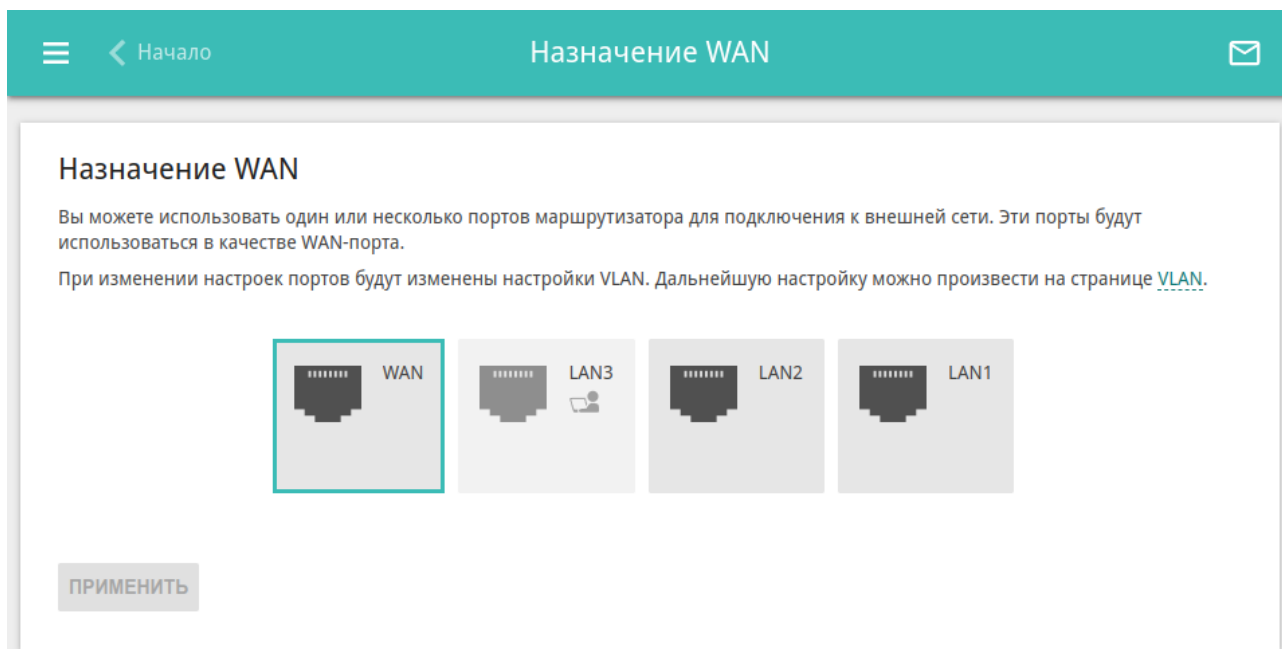 Начало
Назначение WAN
Назначение WAN
Вы можете использовать один или несколько портов маршрутизатора для подключения к внешней сети. Эти порты будут
использоваться в качестве WAN-порта.
При изменении настроек портов будут изменены настройки VLAN. Дальнейшую настройку можно произвести на странице VLAN.
WAN
LAN3
LAN2
LAN1
ПРИМЕНИТЬ